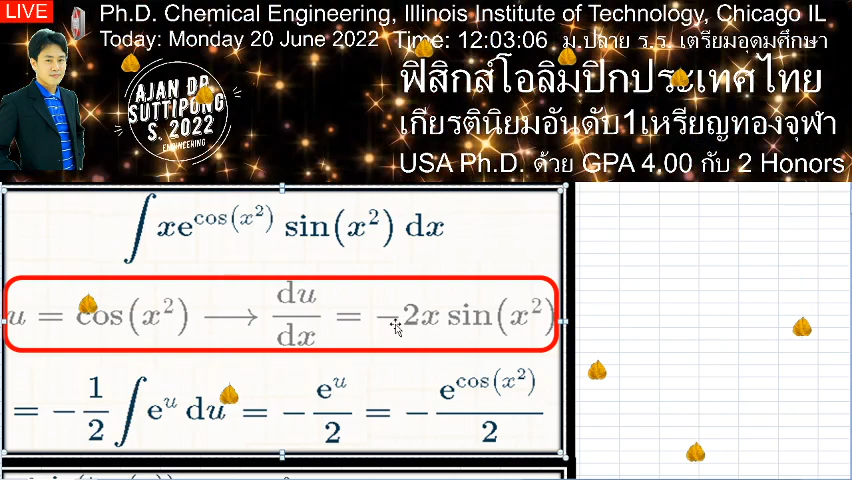 LIVE
Ph.D. Chemical Engineering, Illinois Institute of Technology, Chicago IL
Today: Monday 20 June 2022 Time: 12:03:06 ม.ปลาย ร.ร. เตรียมอุดมศึกษา
AJAN DR.
SUTTIPONG
S. 2022
ENGINEERING
ฟิสิกส์โอลิมปิกประเทศไทย
เกียรตินิยมอันดับ1เหรียญทองจุฬา
USA Ph.D. ด้วย GPA 4.00 กับ 2 Honors
∫ xe^{cos(x²)} sin(x²) dx
u = cos(x²) ⟶ du/dx = −2x sin(x²)
= −1/2 ∫ e^u du = −e^u/2 = −e^{cos(x²)}/2